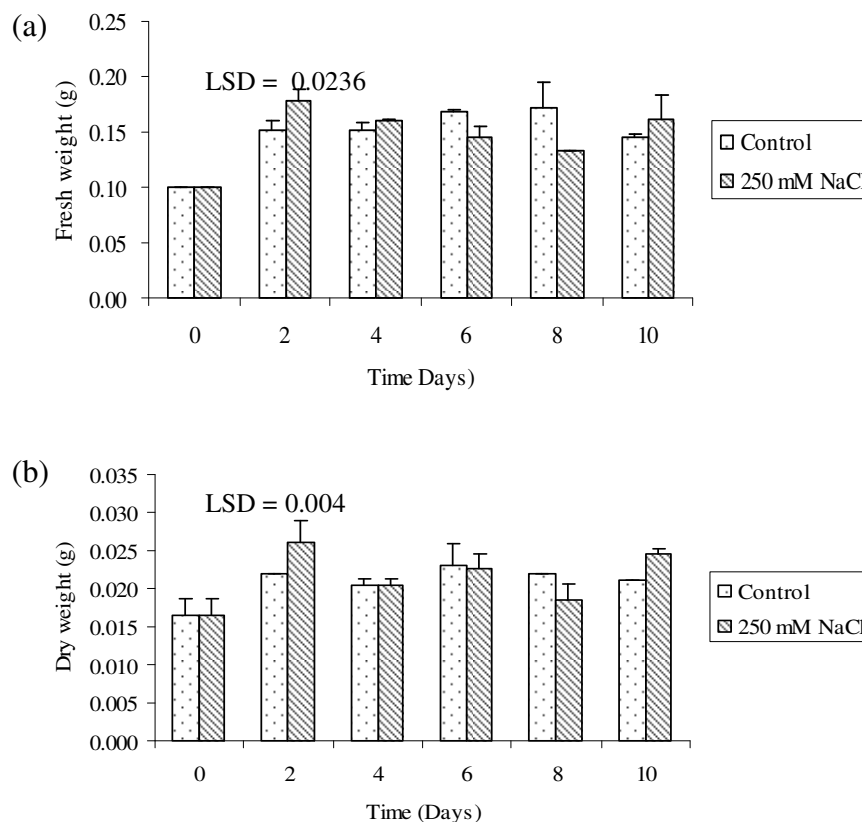 (a)
0.25
0.20
0.15
0.10
0.05
0.00
Fresh weight (g)
LSD = 0.0236
0 2 4 6 8 10
Time Days)
Control
250 mM NaCl
(b)
0.035
0.030
0.025
0.020
0.015
0.010
0.005
0.000
Dry weight (g)
LSD = 0.004
0 2 4 6 8 10
Time (Days)
Control
250 mM NaCl